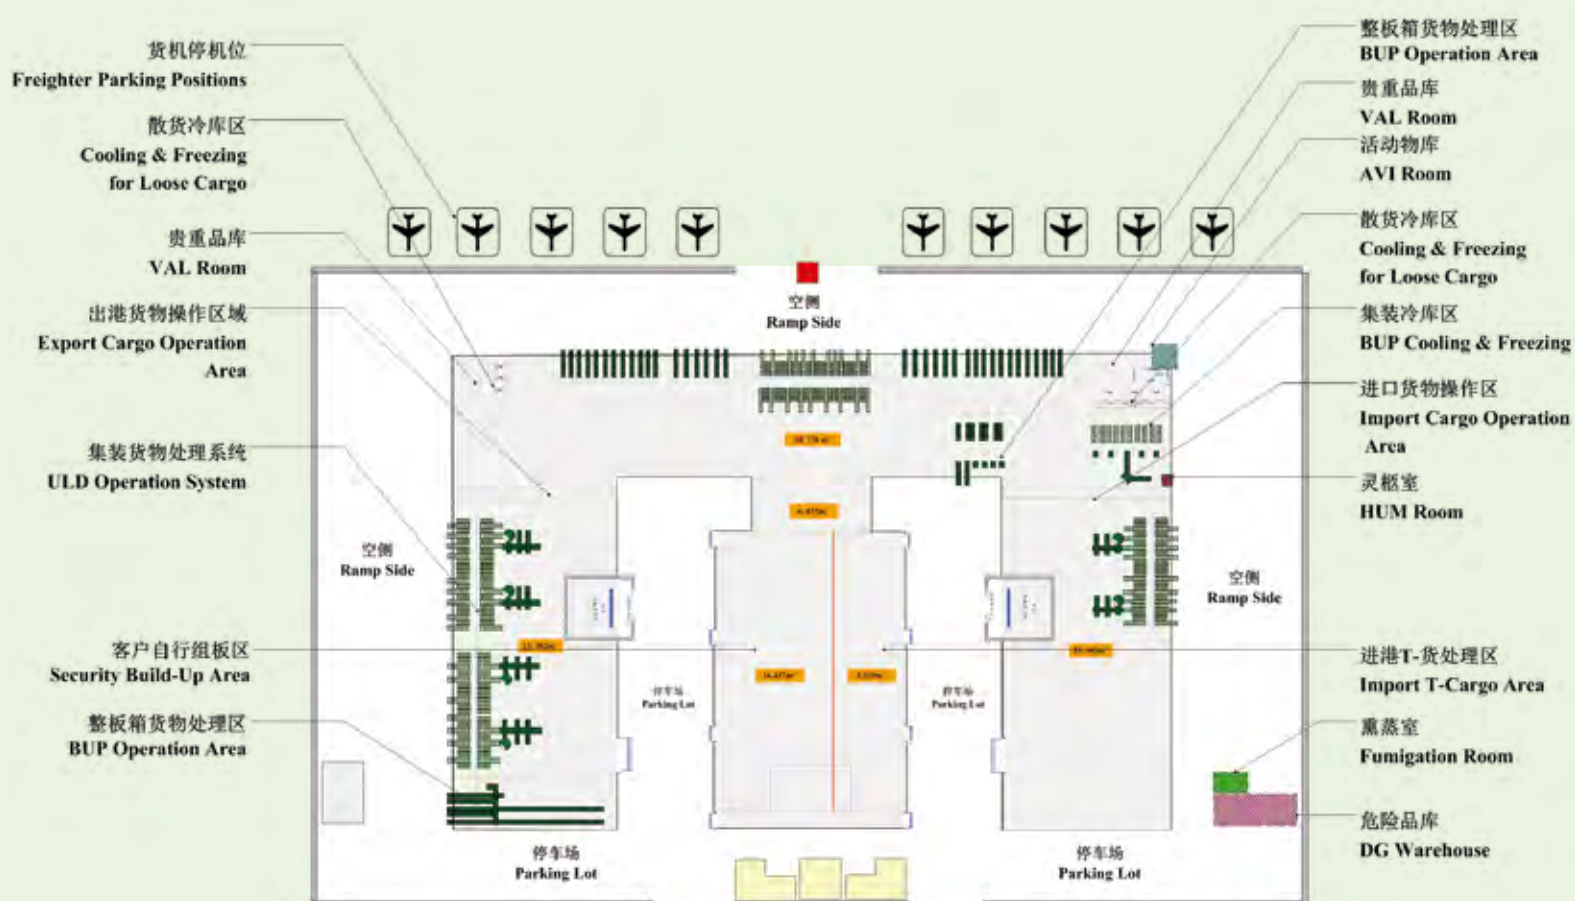 货机停机位
Freighter Parking Positions
散货冷库区
Cooling & Freezing
for Loose Cargo
贵重品库
VAL Room
出港货物操作区域
Export Cargo Operation
Area
集装货物处理系统
ULD Operation System
客户自行组板区
Security Build-Up Area
整板箱货物处理区
BUP Operation Area
空侧
Ramp Side
空侧
Ramp Side
空侧
Ramp Side
停车场
Parking Lot
停车场
Parking Lot
停车场
Parking Lot
停车场
Parking Lot
整板箱货物处理区
BUP Operation Area
贵重品库
VAL Room
活动物库
AVI Room
散货冷库区
Cooling & Freezing
for Loose Cargo
集装冷库区
BUP Cooling & Freezing
进口货物操作区
Import Cargo Operation
Area
灵柩室
HUM Room
进港T-货处理区
Import T-Cargo Area
熏蒸室
Fumigation Room
危险品库
DG Warehouse